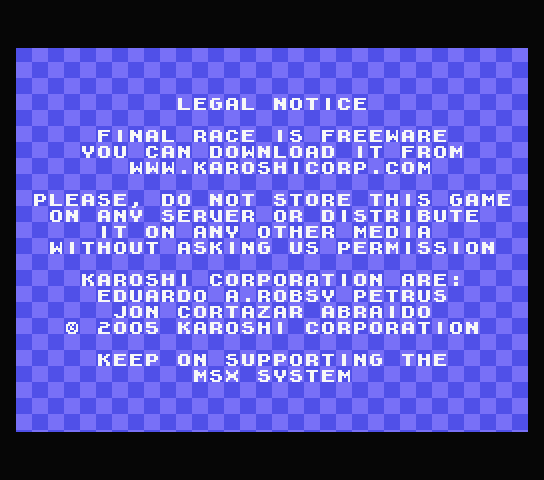 LEGAL NOTICE
FINAL RACE IS FREEWARE
YOU CAN DOWNLOAD IT FROM
WWW.KAROSHICORP.COM
PLEASE, DO NOT STORE THIS GAME
ON ANY SERVER OR DISTRIBUTE
IT ON ANY OTHER MEDIA
WITHOUT ASKING US PERMISSION
KAROSHI CORPORATION ARE:
EDUARDO A.ROBSY PETRUS
JON CORTAZAR ABRAIDO
© 2005 KAROSHI CORPORATION
KEEP ON SUPPORTING THE
MSX SYSTEM